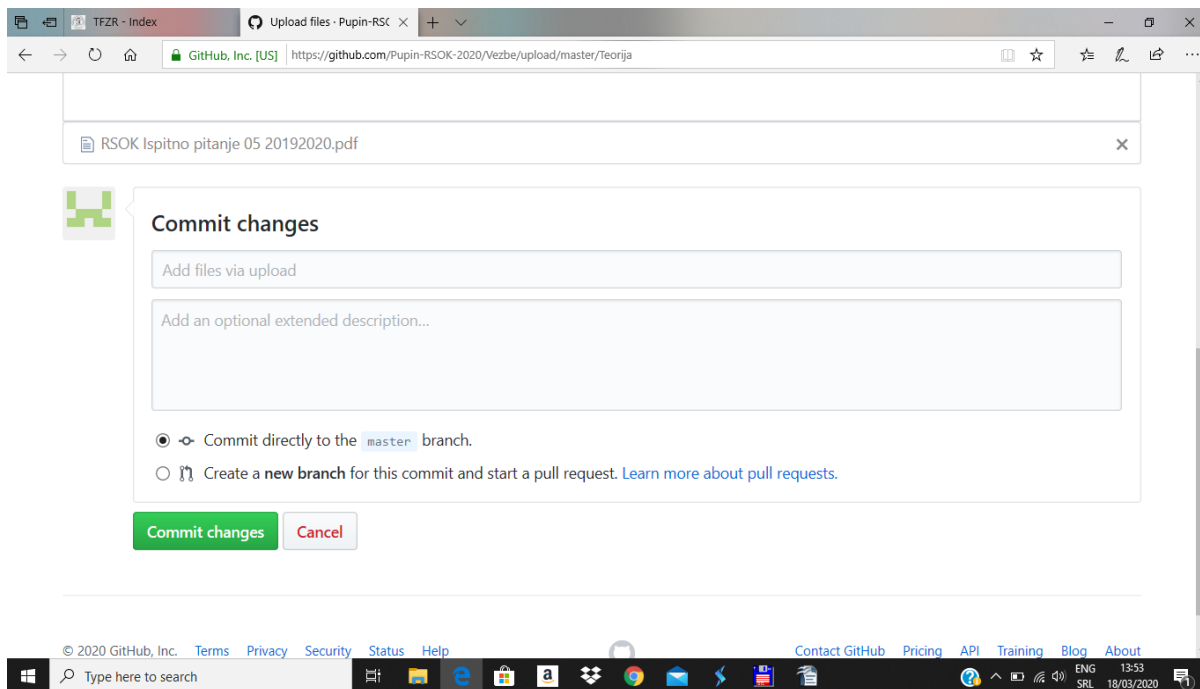 TFZR - Index
Upload files · Pupin-RSC
GitHub, Inc. [US] https://github.com/Pupin-RSOK-2020/Vezbe/upload/master/Teorija
RSOK Ispitno pitanje 05 20192020.pdf
Commit changes
Add files via upload
Add an optional extended description...
Commit directly to the master branch.
Create a new branch for this commit and start a pull request. Learn more about pull requests.
Commit changes Cancel
© 2020 GitHub, Inc. Terms Privacy Security Status Help Contact GitHub Pricing API Training Blog About
Type here to search
a
ENG 13:53
SRL 18/03/2020